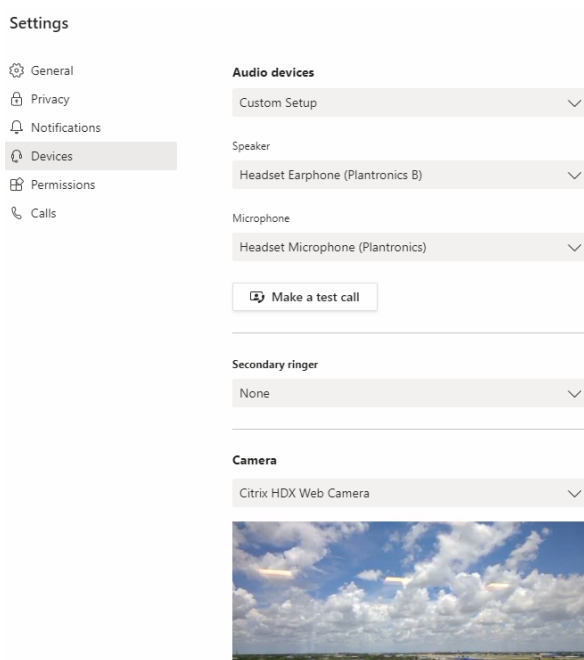 Settings
General
Privacy
Notifications
Devices
Permissions
Calls
Audio devices
Custom Setup
Speaker
Headset Earphone (Plantronics B)
Microphone
Headset Microphone (Plantronics)
Make a test call
Secondary ringer
None
Camera
Citrix HDX Web Camera